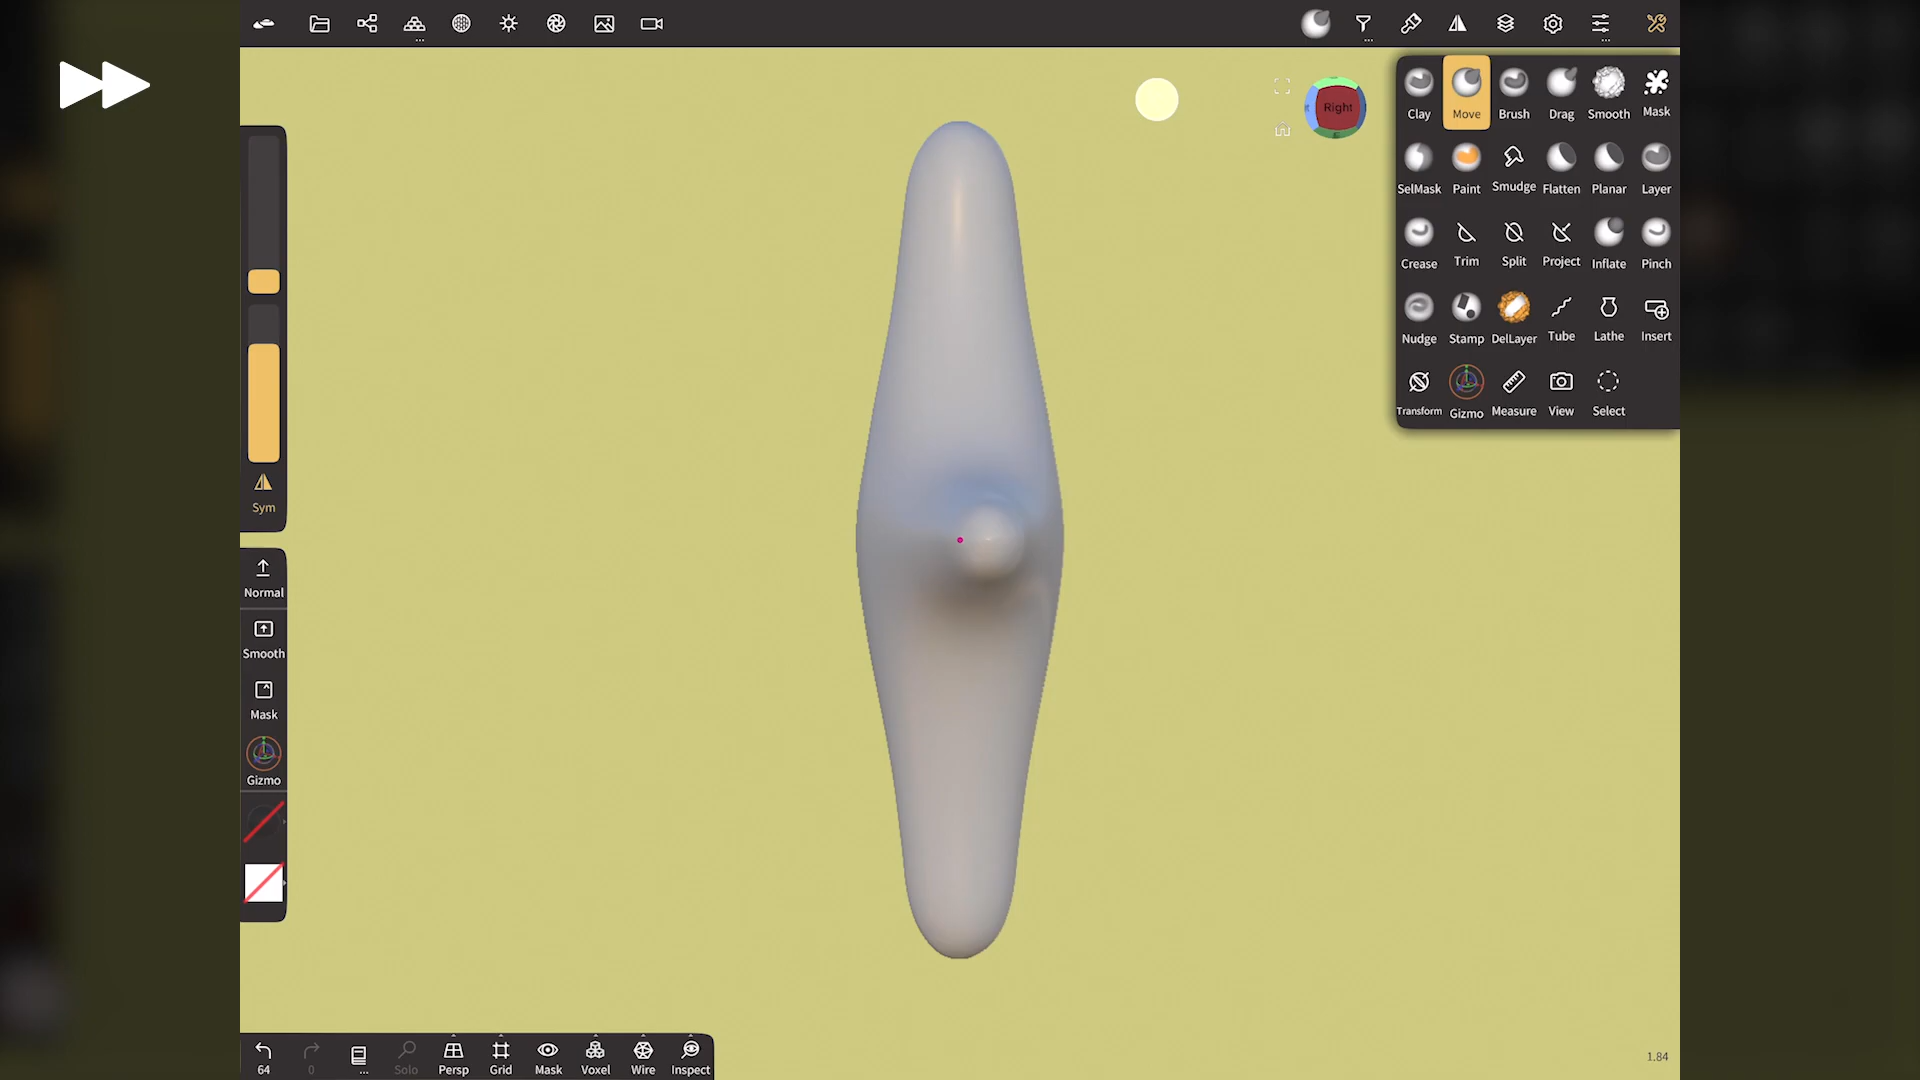 Right
Clay Move Brush Drag Smooth Mask
SelMask Paint Smudge Flatten Planar Layer
Crease Trim Split Project Inflate Pinch
Nudge Stamp DelLayer Tube Lathe Insert
Transform Gizmo Measure View Select
Sym
Normal
Smooth
Mask
Gizmo
64 0 ... Solo Persp Grid Mask Voxel Wire Inspect
1.84